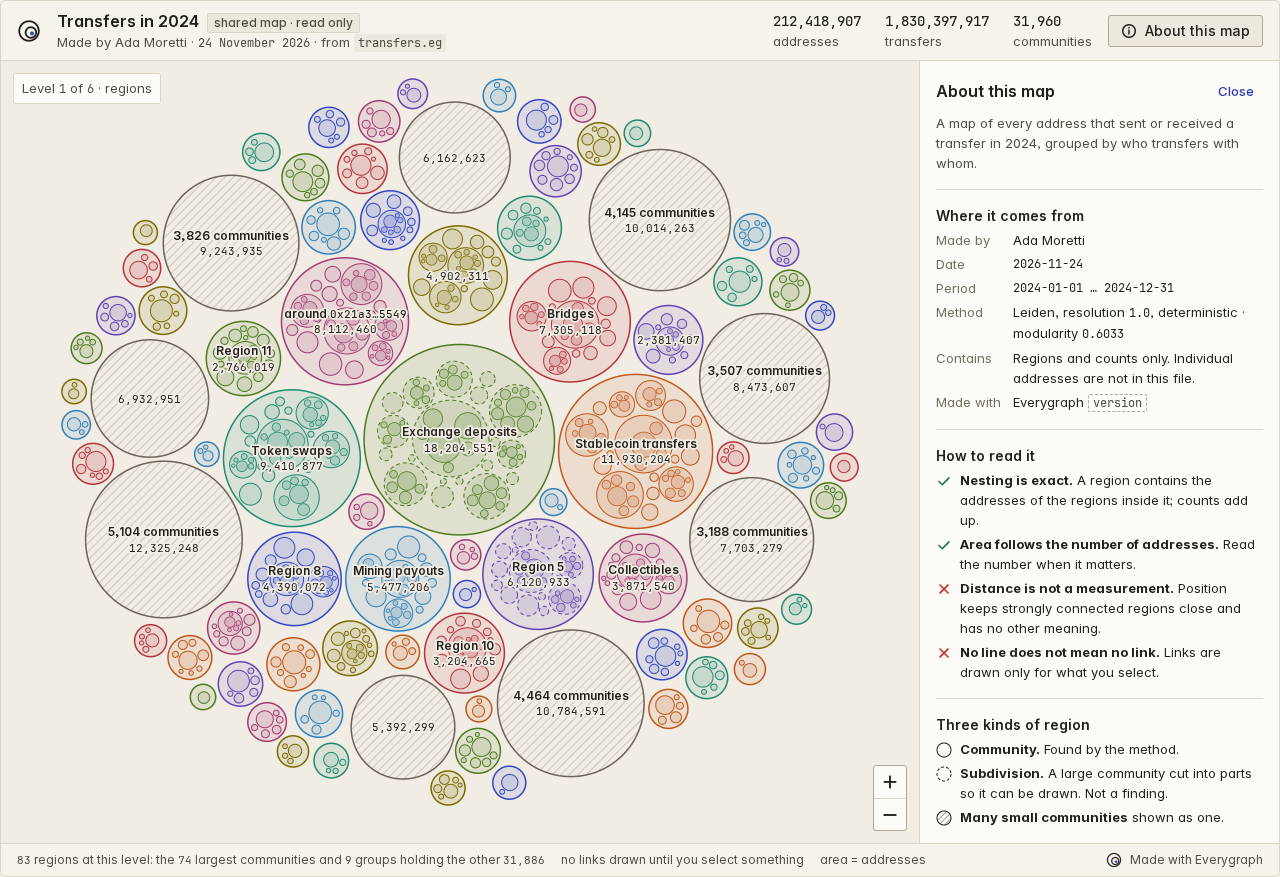 Transfers in 2024 shared map · read only
Made by Ada Moretti · 24 November 2026 · from transfers.eg
212,418,907 addresses
1,830,397,917 transfers
31,960 communities
About this map
Level 1 of 6 · regions
6,162,623
4,145 communities
10,014,263
3,826 communities
9,243,935
4,902,311
around 0x21a3…5549
8,112,460
Bridges
7,305,118
2,381,407
Region 11
2,766,019
3,507 communities
8,473,607
6,932,951
Exchange deposits
18,204,551
Token swaps
9,410,877
Stablecoin transfers
11,930,204
5,104 communities
12,325,248
3,188 communities
7,703,279
Region 8
4,390,072
Mining payouts
5,477,206
Region 5
6,120,933
Collectibles
3,871,540
Region 10
3,204,665
4,464 communities
10,784,591
5,392,299
+
−
About this map
Close
A map of every address that sent or received a
transfer in 2024, grouped by who transfers with
whom.
Where it comes from
Made by Ada Moretti
Date 2026-11-24
Period 2024-01-01 … 2024-12-31
Method Leiden, resolution 1.0, deterministic ·
modularity 0.6033
Contains Regions and counts only. Individual
addresses are not in this file.
Made with Everygraph version
How to read it
Nesting is exact. A region contains the
addresses of the regions inside it; counts add
up.
Area follows the number of addresses. Read
the number when it matters.
Distance is not a measurement. Position
keeps strongly connected regions close and
has no other meaning.
No line does not mean no link. Links are
drawn only for what you select.
Three kinds of region
Community. Found by the method.
Subdivision. A large community cut into parts
so it can be drawn. Not a finding.
Many small communities shown as one.
83 regions at this level: the 74 largest communities and 9 groups holding the other 31,886 no links drawn until you select something area = addresses
Made with Everygraph